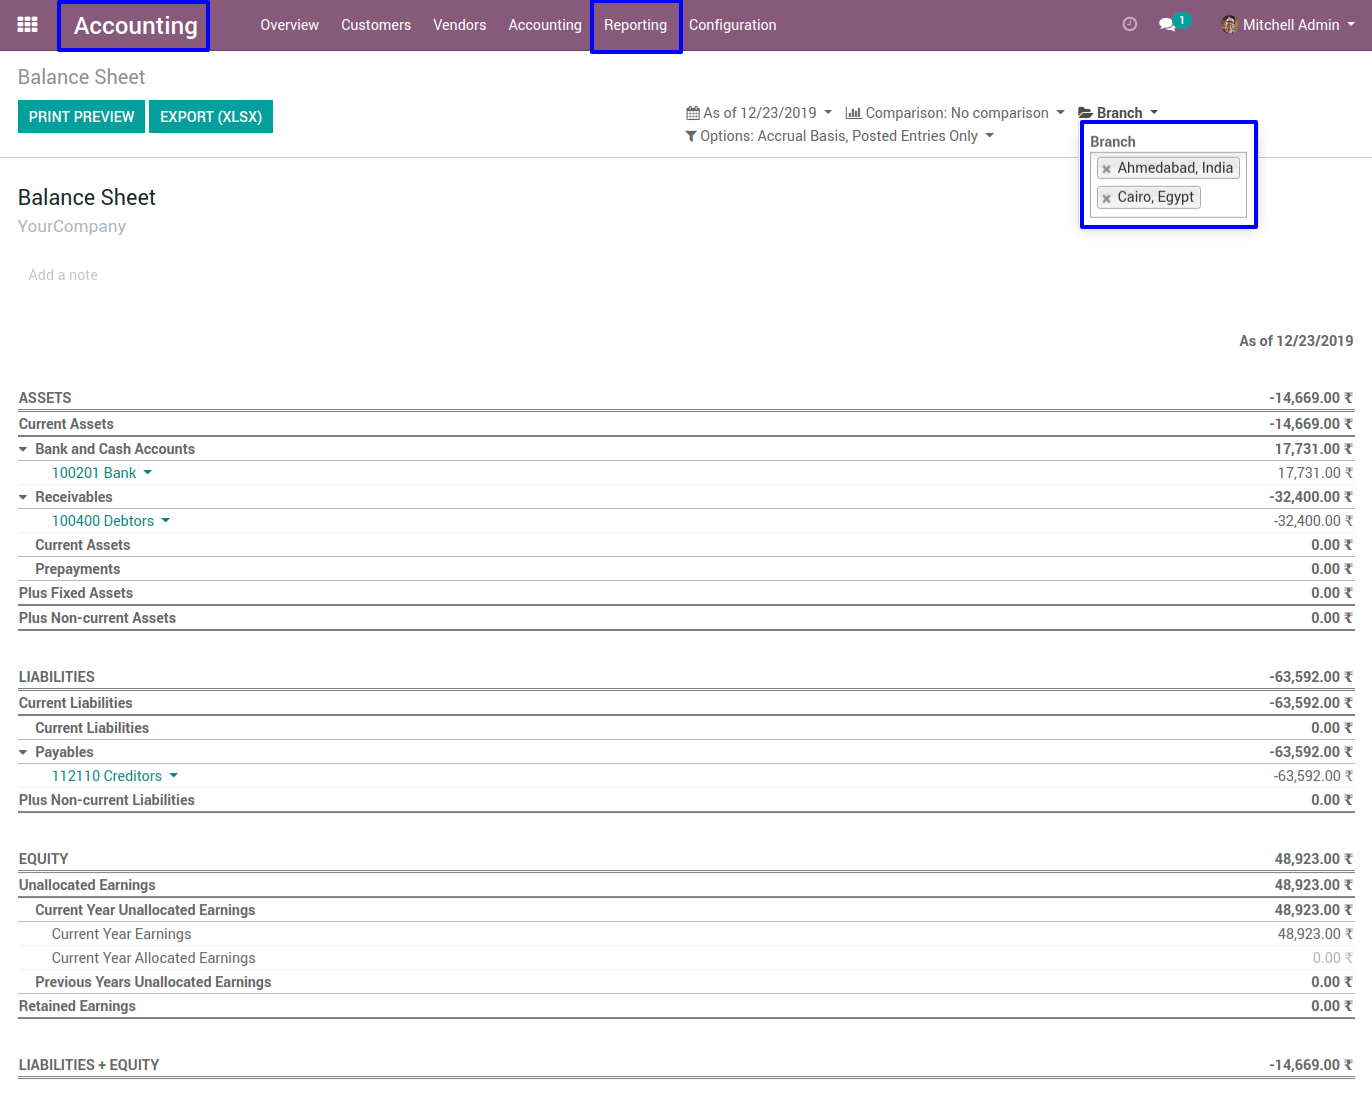 Accounting Overview Customers Vendors Accounting Reporting Configuration 1 Mitchell Admin
Balance Sheet
PRINT PREVIEW EXPORT (XLSX)
As of 12/23/2019 Comparison: No comparison Branch
Options: Accrual Basis, Posted Entries Only
Branch
× Ahmedabad, India
× Cairo, Egypt
Balance Sheet
YourCompany
Add a note
As of 12/23/2019
ASSETS -14,669.00 ₹
Current Assets -14,669.00 ₹
Bank and Cash Accounts 17,731.00 ₹
100201 Bank 17,731.00 ₹
Receivables -32,400.00 ₹
100400 Debtors -32,400.00 ₹
Current Assets 0.00 ₹
Prepayments 0.00 ₹
Plus Fixed Assets 0.00 ₹
Plus Non-current Assets 0.00 ₹
LIABILITIES -63,592.00 ₹
Current Liabilities -63,592.00 ₹
Current Liabilities 0.00 ₹
Payables -63,592.00 ₹
112110 Creditors -63,592.00 ₹
Plus Non-current Liabilities 0.00 ₹
EQUITY 48,923.00 ₹
Unallocated Earnings 48,923.00 ₹
Current Year Unallocated Earnings 48,923.00 ₹
Current Year Earnings 48,923.00 ₹
Current Year Allocated Earnings 0.00 ₹
Previous Years Unallocated Earnings 0.00 ₹
Retained Earnings 0.00 ₹
LIABILITIES + EQUITY -14,669.00 ₹